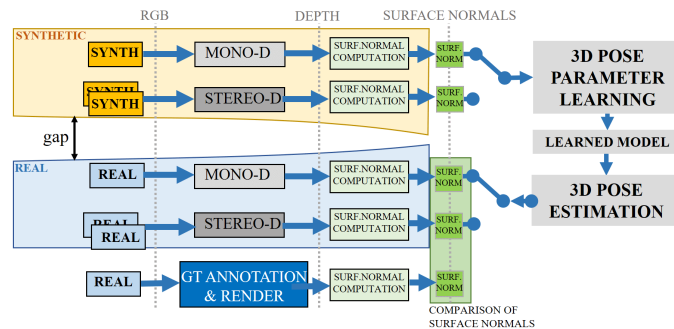 RGB
DEPTH
SURFACE NORMALS
SYNTHETIC
SYNTH
MONO-D
SURF.NORMAL
COMPUTATION
SURF.
NORM
SYNTH
SYNTH
STEREO-D
SURF.NORMAL
COMPUTATION
SURF.
NORM
3D POSE
PARAMETER
LEARNING
gap
LEARNED MODEL
REAL
REAL
MONO-D
SURF.NORMAL
COMPUTATION
SURF.
NORM
REAL
REAL
STEREO-D
SURF.NORMAL
COMPUTATION
SURF.
NORM
3D POSE
ESTIMATION
REAL
GT ANNOTATION
& RENDER
SURF.NORMAL
COMPUTATION
SURF.
NORM
COMPARISON OF
SURFACE NORMALS